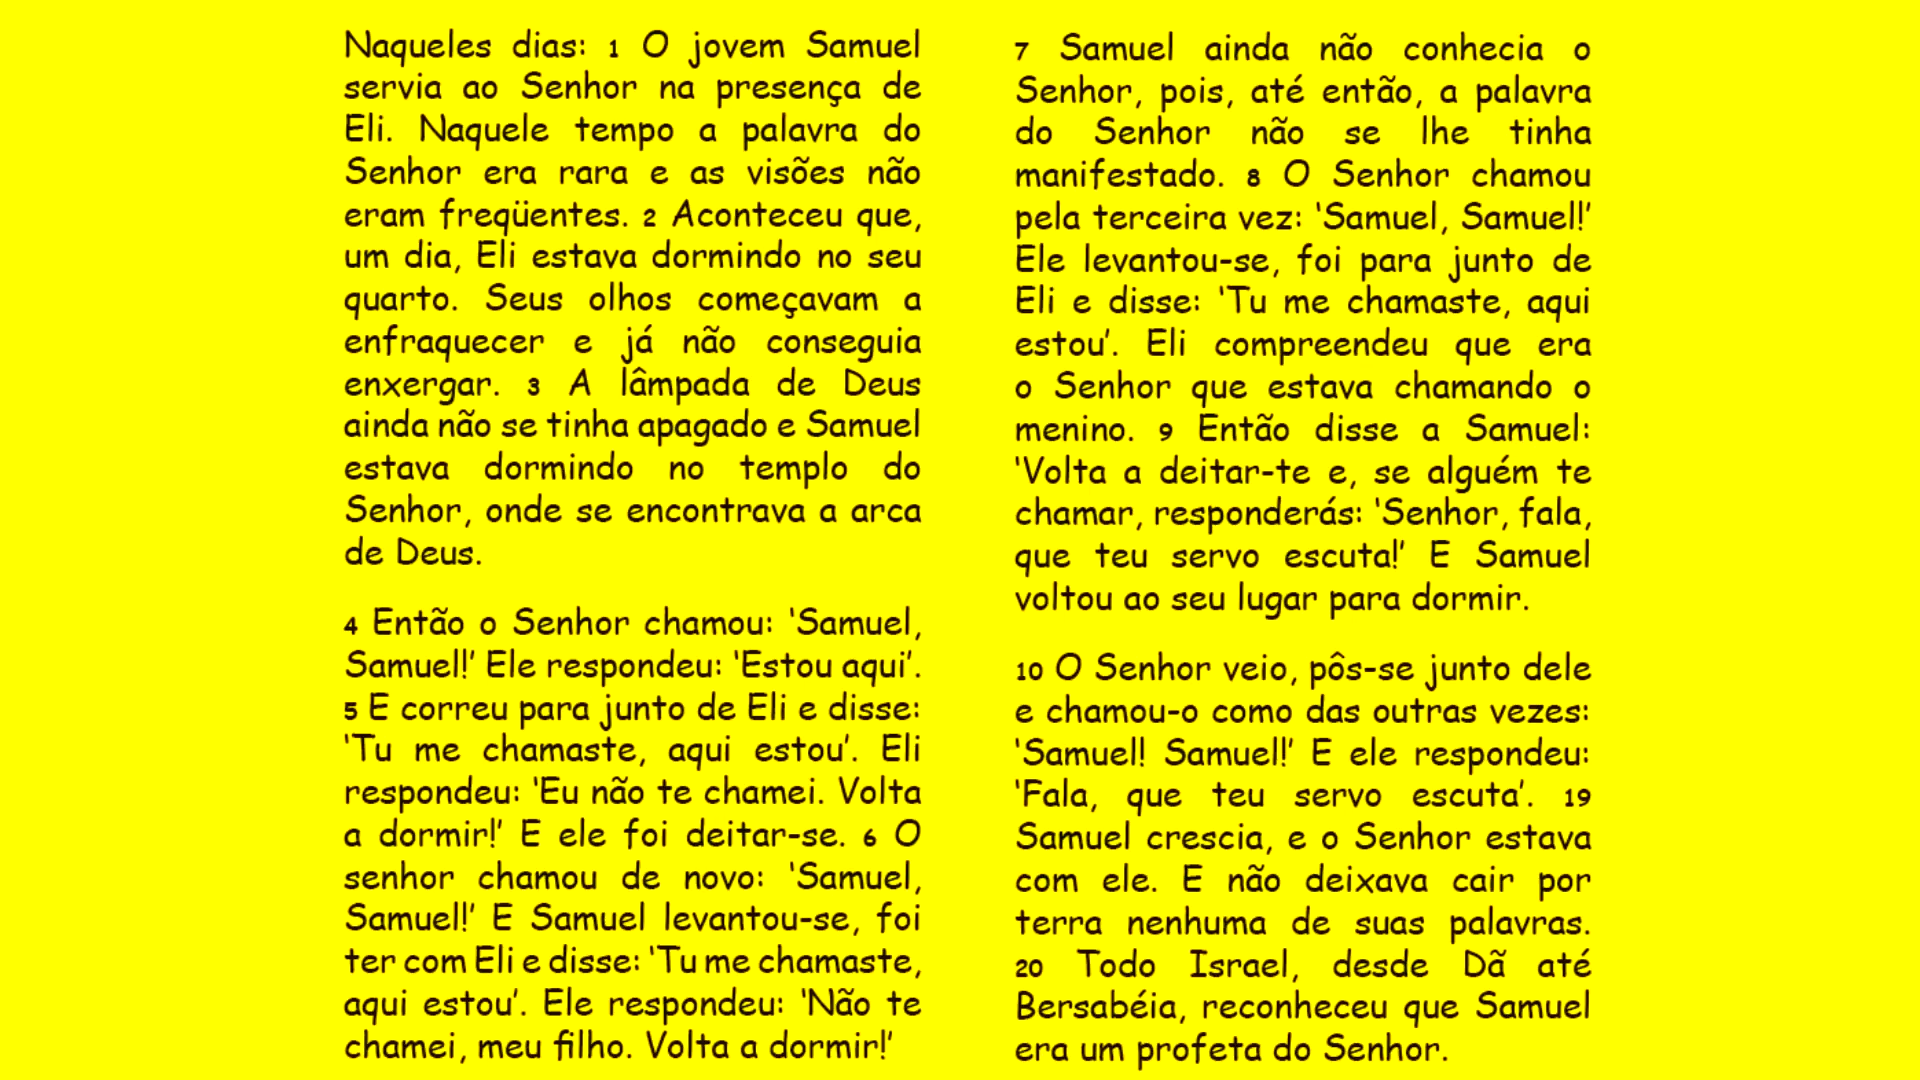 Naqueles dias: 1 O jovem Samuel
servia ao Senhor na presença de
Eli. Naquele tempo a palavra do
Senhor era rara e as visões não
eram freqüentes. 2 Aconteceu que,
um dia, Eli estava dormindo no seu
quarto. Seus olhos começavam a
enfraquecer e já não conseguia
enxergar. 3 A lâmpada de Deus
ainda não se tinha apagado e Samuel
estava dormindo no templo do
Senhor, onde se encontrava a arca
de Deus.
4 Então o Senhor chamou: ‘Samuel,
Samuel!’ Ele respondeu: ‘Estou aqui’.
5 E correu para junto de Eli e disse:
‘Tu me chamaste, aqui estou’. Eli
respondeu: ‘Eu não te chamei. Volta
a dormir!’ E ele foi deitar-se. 6 O
senhor chamou de novo: ‘Samuel,
Samuel!’ E Samuel levantou-se, foi
ter com Eli e disse: ‘Tu me chamaste,
aqui estou’. Ele respondeu: ‘Não te
chamei, meu filho. Volta a dormir!’
7 Samuel ainda não conhecia o
Senhor, pois, até então, a palavra
do Senhor não se lhe tinha
manifestado. 8 O Senhor chamou
pela terceira vez: ‘Samuel, Samuel!’
Ele levantou-se, foi para junto de
Eli e disse: ‘Tu me chamaste, aqui
estou’. Eli compreendeu que era
o Senhor que estava chamando o
menino. 9 Então disse a Samuel:
‘Volta a deitar-te e, se alguém te
chamar, responderás: ‘Senhor, fala,
que teu servo escuta!’ E Samuel
voltou ao seu lugar para dormir.
10 O Senhor veio, pôs-se junto dele
e chamou-o como das outras vezes:
‘Samuel! Samuel!’ E ele respondeu:
‘Fala, que teu servo escuta’. 19
Samuel crescia, e o Senhor estava
com ele. E não deixava cair por
terra nenhuma de suas palavras.
20 Todo Israel, desde Dã até
Bersabéia, reconheceu que Samuel
era um profeta do Senhor.